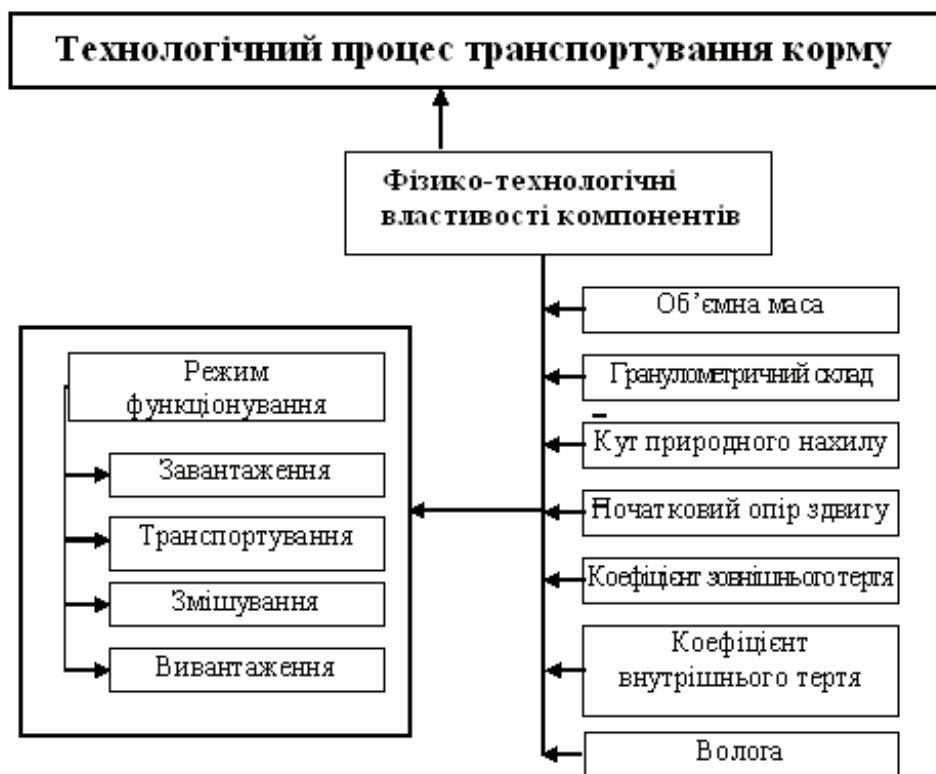 Технологічний процес транспортування корму
Фізико-технологічні
властивості компонентів
Об’ємна маса
Гранулометричний склад
Кут природного нахилу
Початковий опір здвигу
Коефіцієнт зовнішнього тертя
Коефіцієнт
внутрішнього тертя
Волога
Режим
функціонування
Завантаження
Транспортування
Змішування
Вивантаження